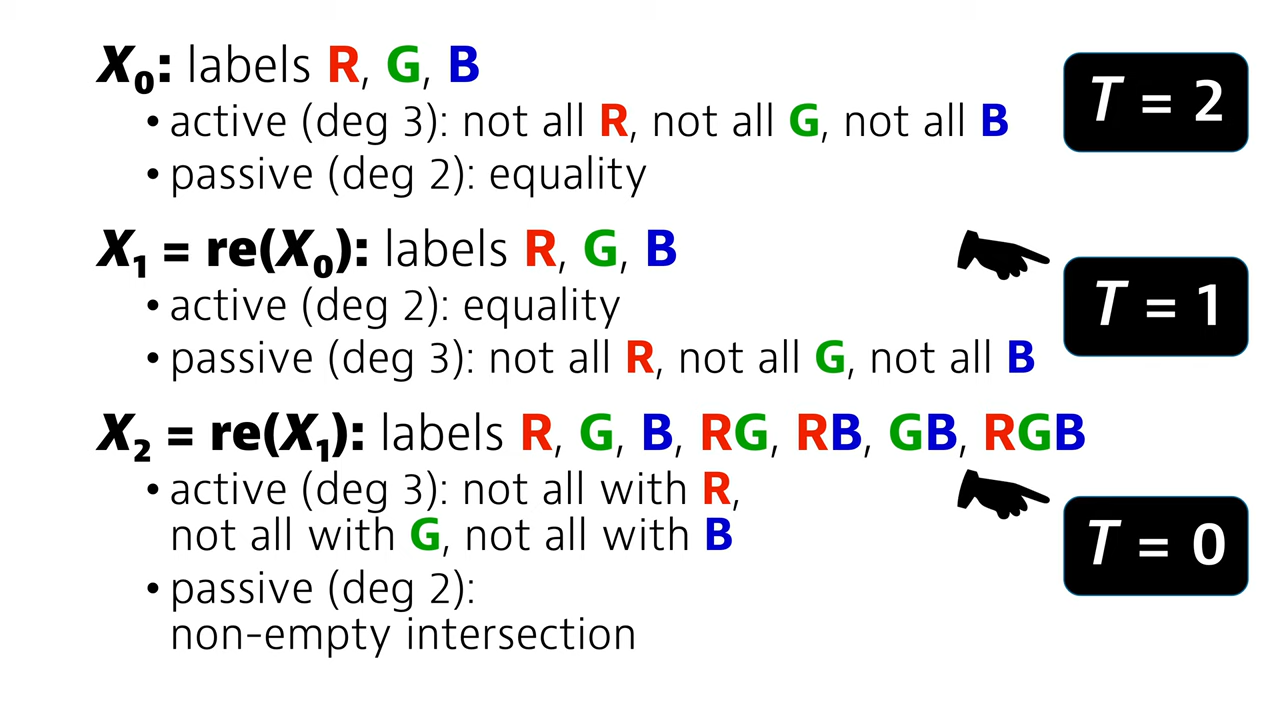 X₀: labels R, G, B
T = 2
• active (deg 3): not all R, not all G, not all B
• passive (deg 2): equality
X₁ = re(X₀): labels R, G, B
T = 1
• active (deg 2): equality
• passive (deg 3): not all R, not all G, not all B
X₂ = re(X₁): labels R, G, B, RG, RB, GB, RGB
• active (deg 3): not all with R,
not all with G, not all with B
T = 0
• passive (deg 2):
non-empty intersection